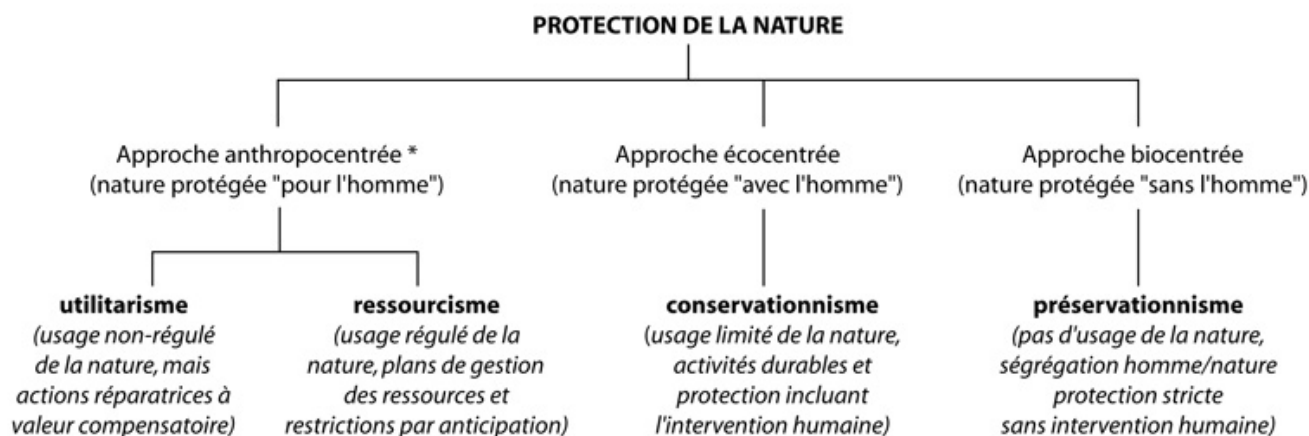 PROTECTION DE LA NATURE
Approche anthropocentrée *
(nature protégée "pour l'homme")
Approche écocentrée
(nature protégée "avec l'homme")
Approche biocentrée
(nature protégée "sans l'homme")
utilitarisme
(usage non-régulé
de la nature, mais
actions réparatrices à
valeur compensatoire)
ressourcisme
(usage régulé de la
nature, plans de gestion
des ressources et
restrictions par anticipation)
conservationnisme
(usage limité de la nature,
activités durables et
protection incluant
l'intervention humaine)
préservationnisme
(pas d'usage de la nature,
ségrégation homme/nature
protection stricte
sans intervention humaine)